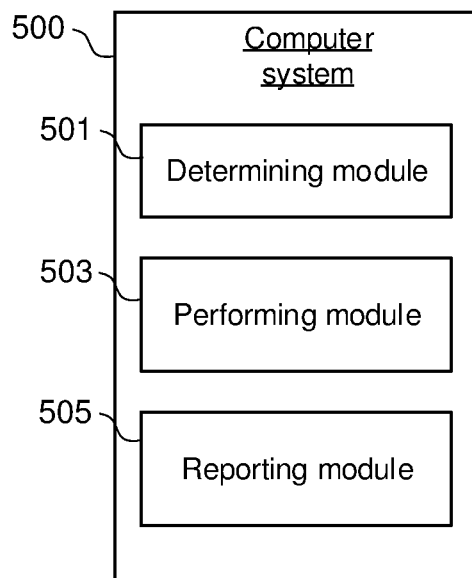 500
Computer
system
501
Determining module
503
Performing module
505
Reporting module